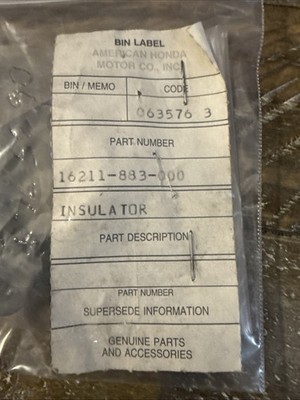 BIN LABEL
AMERICAN HONDA
MOTOR CO., INC.
BIN / MEMO CODE
063576 3
PART NUMBER
16211-883-000
INSULATOR
PART DESCRIPTION
PART NUMBER
SUPERSEDE INFORMATION
GENUINE PARTS
AND ACCESSORIES